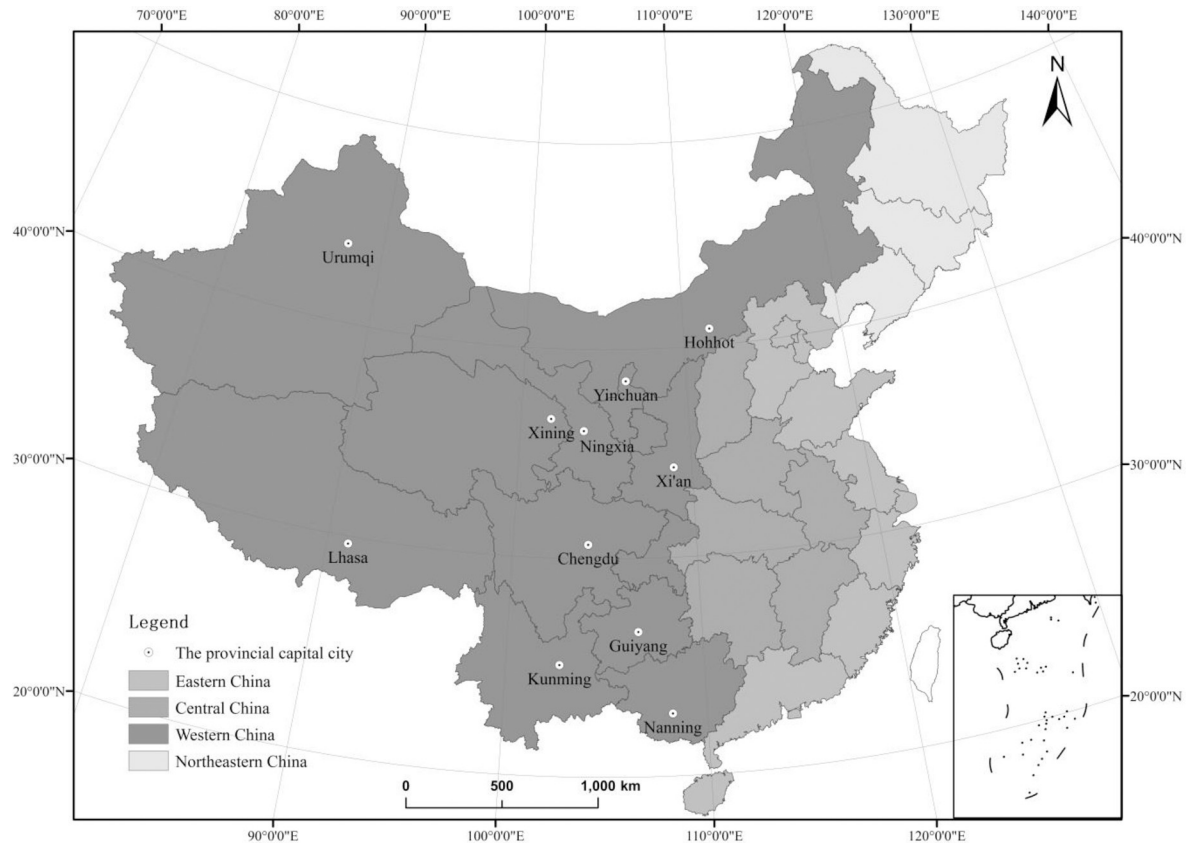 70°0'0"E 80°0'0"E 90°0'0"E 100°0'0"E 110°0'0"E 120°0'0"E 130°0'0"E 140°0'0"E
N
40°0'0"N
40°0'0"N
Urumqi
Hohhot
Yinchuan
Xining
Ningxia
30°0'0"N
30°0'0"N
Xi'an
Lhasa
Chengdu
Guiyang
Kunming
Nanning
20°0'0"N
20°0'0"N
Legend
The provincial capital city
Eastern China
Central China
Western China
Northeastern China
0 500 1,000 km
90°0'0"E 100°0'0"E 110°0'0"E 120°0'0"E